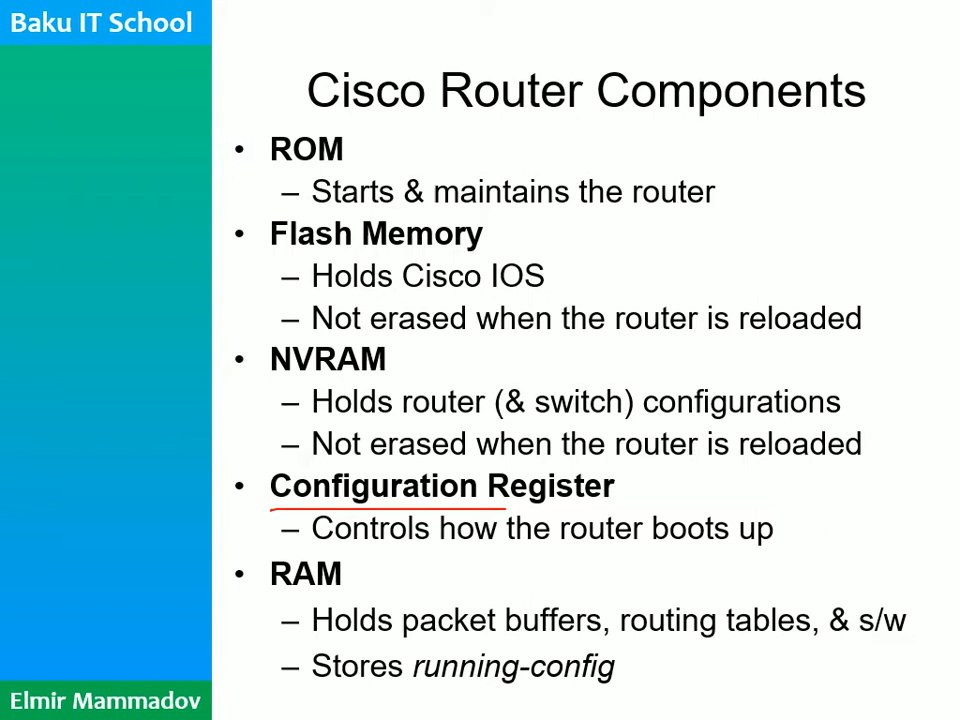 Baku IT School
Cisco Router Components
• ROM
– Starts & maintains the router
• Flash Memory
– Holds Cisco IOS
– Not erased when the router is reloaded
• NVRAM
– Holds router (& switch) configurations
– Not erased when the router is reloaded
• Configuration Register
– Controls how the router boots up
• RAM
– Holds packet buffers, routing tables, & s/w
– Stores running-config
Elmir Mammadov